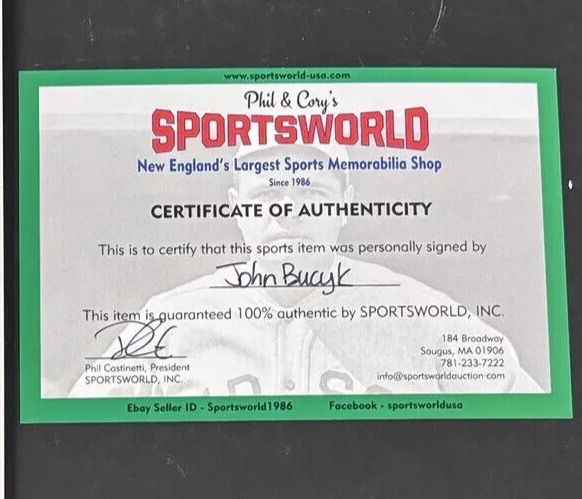 www.sportsworld-usa.com
Phil & Cory's
SPORTSWORLD
New England's Largest Sports Memorabilia Shop
Since 1986
CERTIFICATE OF AUTHENTICITY
This is to certify that this sports item was personally signed by
John Bucyk
This item is guaranteed 100% authentic by SPORTSWORLD, INC.
Phil Castinetti, President
SPORTSWORLD, INC.
184 Broadway
Saugus, MA 01906
781-233-7222
info@sportsworldauction.com
Ebay Seller ID - Sportsworld1986 Facebook - sportsworldusa